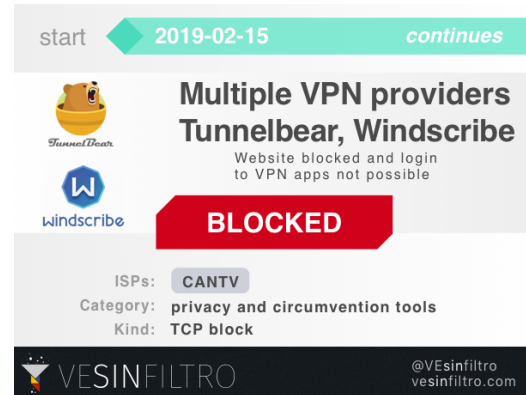 start 2019-02-15 continues
Multiple VPN providers
Tunnelbear, Windscribe
Website blocked and login
to VPN apps not possible
TunnelBear
windscribe
BLOCKED
ISPs: CANTV
Category: privacy and circumvention tools
Kind: TCP block
VESINFILTRO
@VEsinfiltro
vesinfiltro.com